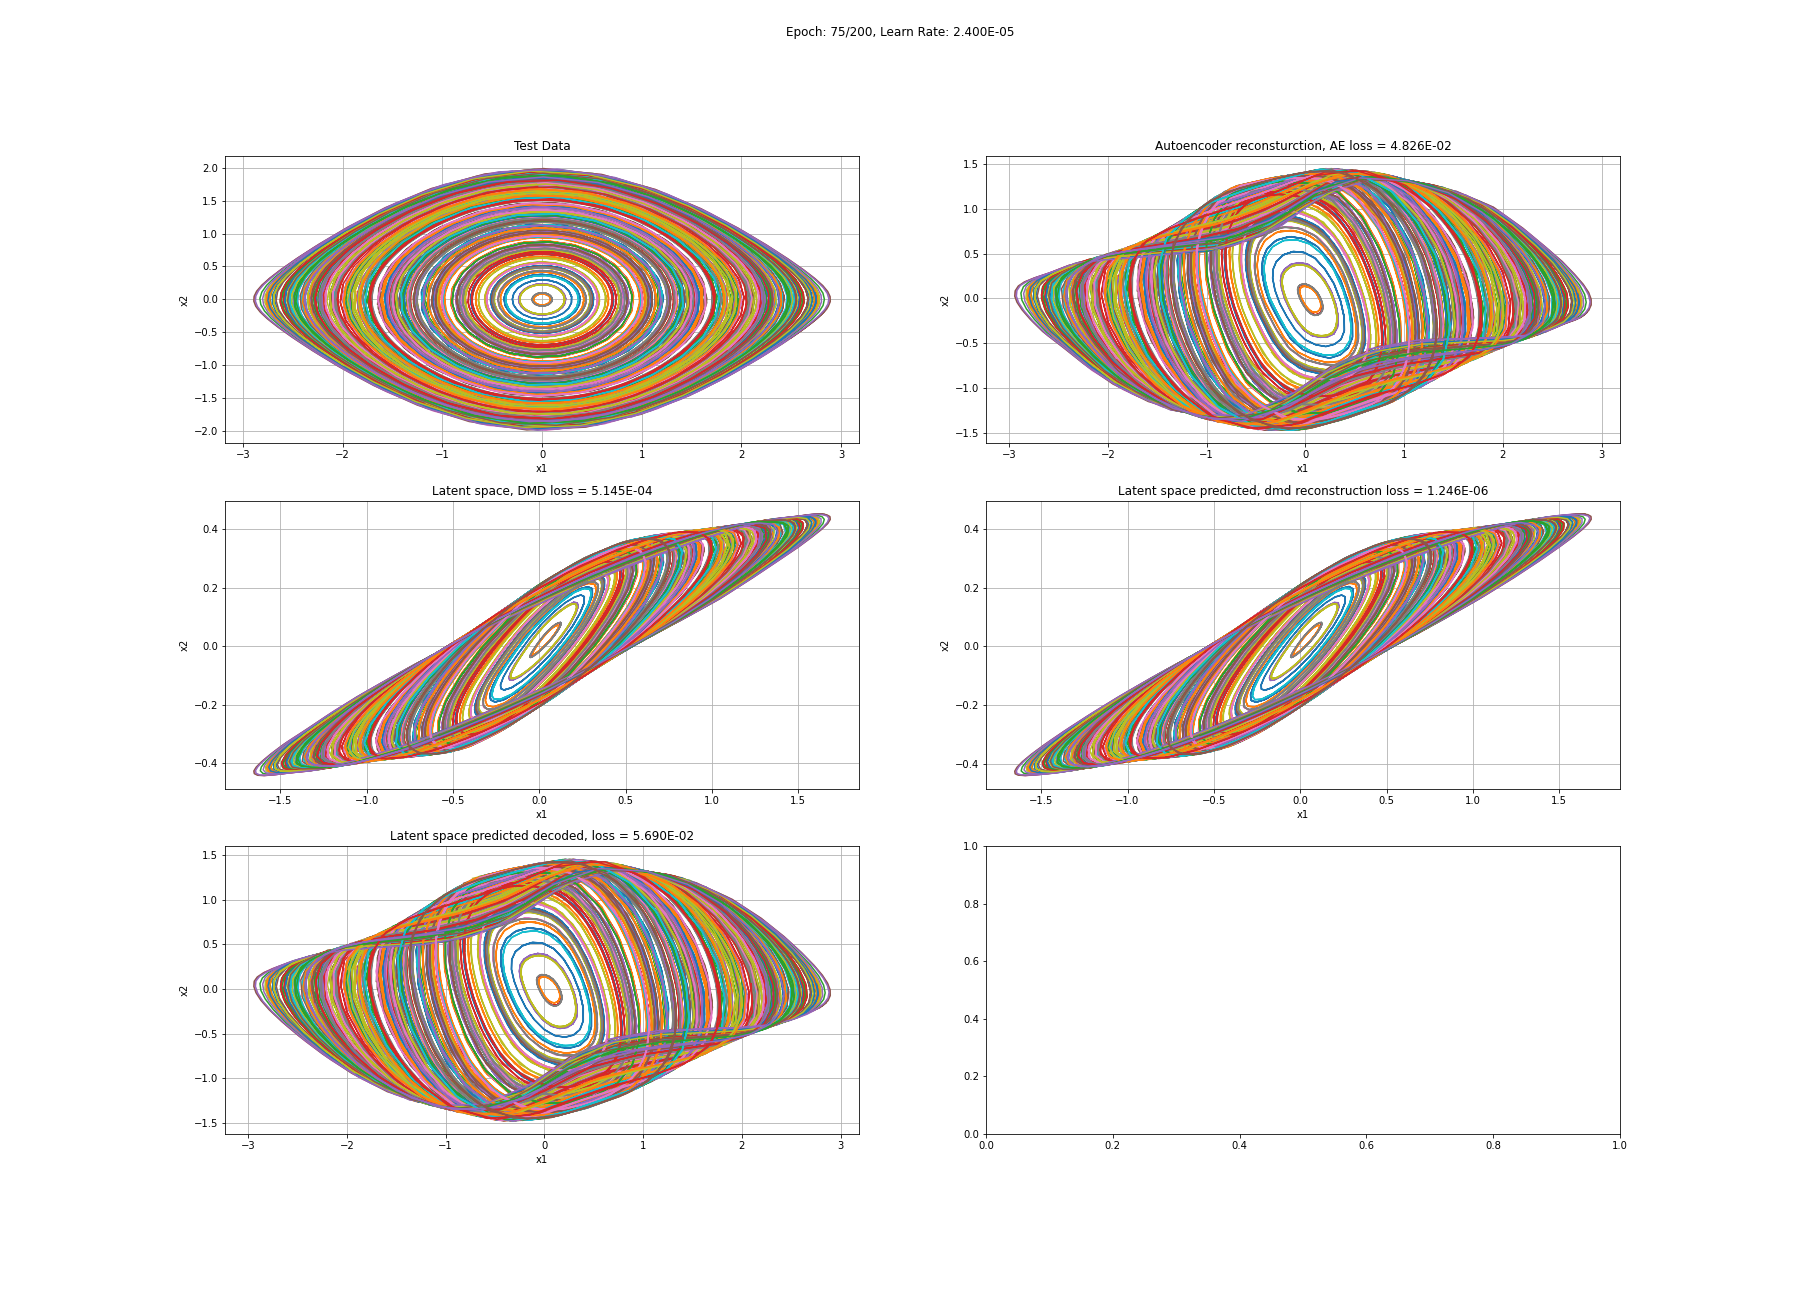 Epoch: 75/200, Learn Rate: 2.400E-05
Test Data
2.0
1.5
1.0
0.5
0.0
−0.5
−1.0
−1.5
−2.0
x2
−3 −2 −1 0 1 2 3
x1
Autoencoder reconsturction, AE loss = 4.826E-02
1.5
1.0
0.5
0.0
−0.5
−1.0
−1.5
x2
−3 −2 −1 0 1 2 3
x1
Latent space, DMD loss = 5.145E-04
0.4
0.2
0.0
−0.2
−0.4
x2
−1.5 −1.0 −0.5 0.0 0.5 1.0 1.5
x1
Latent space predicted, dmd reconstruction loss = 1.246E-06
0.4
0.2
0.0
−0.2
−0.4
x2
−1.5 −1.0 −0.5 0.0 0.5 1.0 1.5
x1
Latent space predicted decoded, loss = 5.690E-02
1.5
1.0
0.5
0.0
−0.5
−1.0
−1.5
x2
−3 −2 −1 0 1 2 3
x1
1.0
0.8
0.6
0.4
0.2
0.0
0.0 0.2 0.4 0.6 0.8 1.0